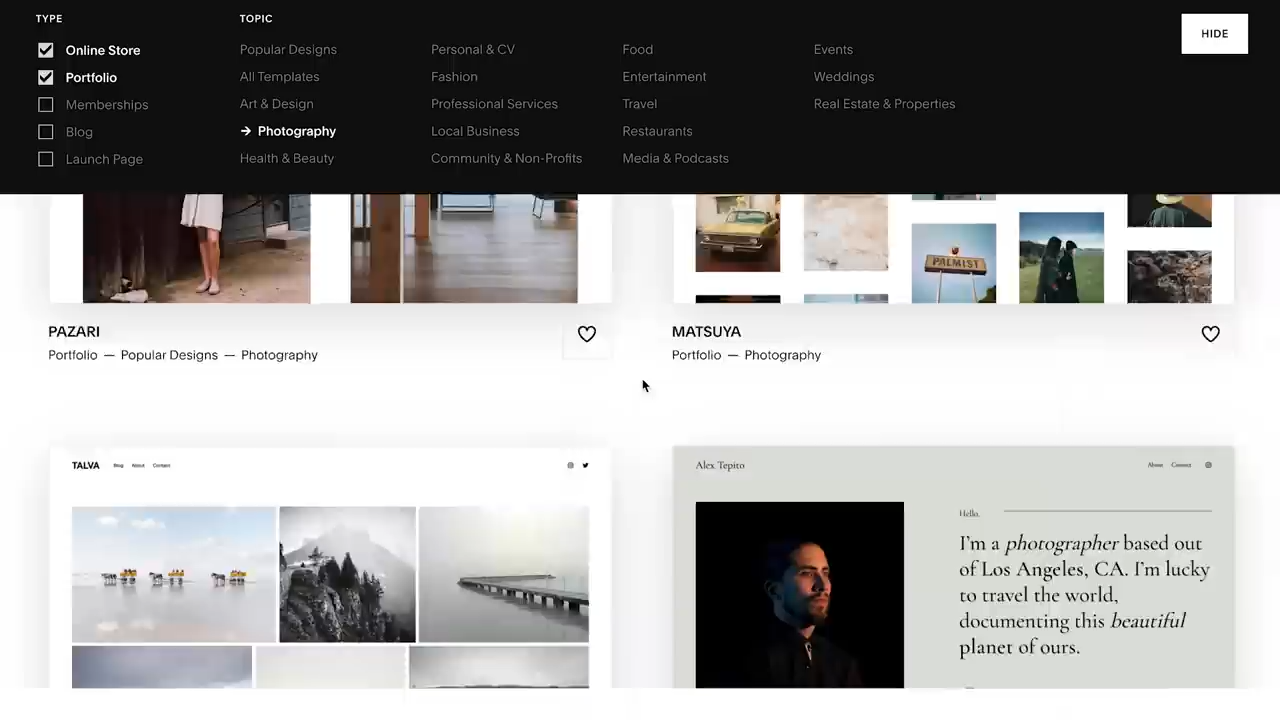 TYPE
Online Store
Portfolio
Memberships
Blog
Launch Page
TOPIC
Popular Designs
All Templates
Art & Design
→ Photography
Health & Beauty
Personal & CV
Fashion
Professional Services
Local Business
Community & Non-Profits
Food
Entertainment
Travel
Restaurants
Media & Podcasts
Events
Weddings
Real Estate & Properties
HIDE
PALMIST
PAZARI
Portfolio — Popular Designs — Photography
MATSUYA
Portfolio — Photography
TALVA Blog About Contact
Alex Tepito About Connect
Hello.
I'm a photographer based out
of Los Angeles, CA. I'm lucky
to travel the world,
documenting this beautiful
planet of ours.